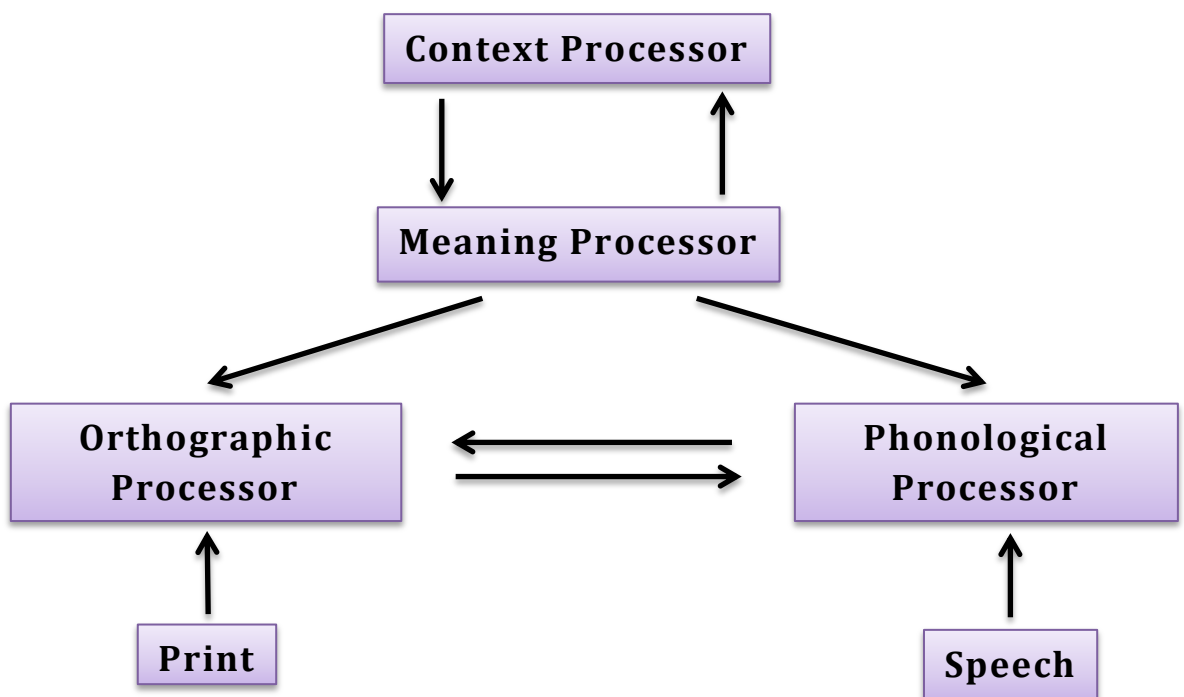 Context Processor
Meaning Processor
Orthographic
Processor
Phonological
Processor
Print
Speech